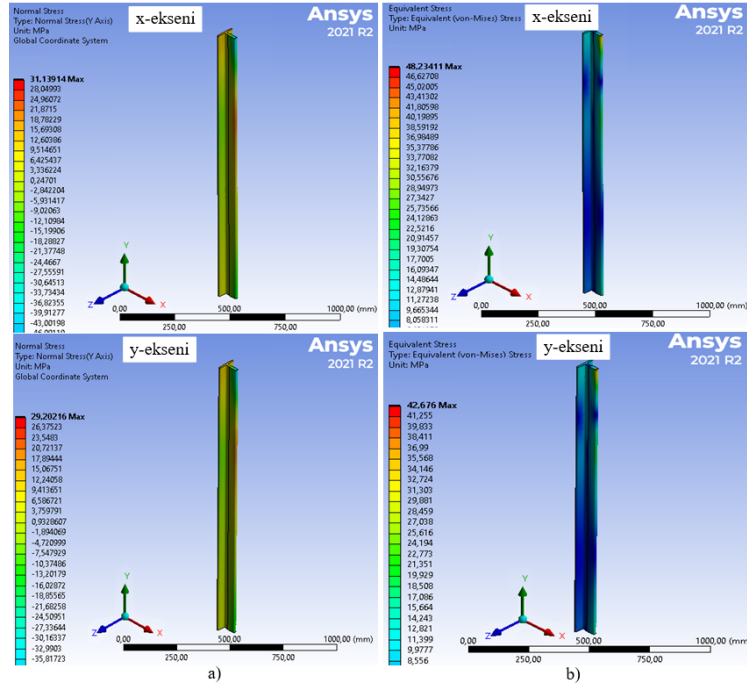 Normal Stress
Type: Normal Stress(Y Axis)
Unit: MPa
Global Coordinate System
x-ekseni
Ansys
2021 R2
31,13914 Max
28,04993
24,96072
21,8715
18,78229
15,69308
12,60386
9,514651
6,425437
3,336224
0,24701
-2,842204
-5,931417
-9,02063
-12,10984
-15,19906
-18,28827
-21,37748
-24,4667
-27,55591
-30,64513
-33,73434
-36,82355
-39,91277
-43,00198
Y
Z
X
0,00
500,00
1000,00 (mm)
250,00
750,00
Equivalent Stress
Type: Equivalent (von-Mises) Stress
Unit: MPa
x-ekseni
Ansys
2021 R2
48,23411 Max
46,62708
45,02005
43,41302
41,80598
40,19895
38,59192
36,98489
35,37786
33,77082
32,16379
30,55676
28,94973
27,3427
25,73566
24,12863
22,5216
20,91457
19,30754
17,7005
16,09347
14,48644
12,87941
11,27238
9,665344
8,058311
Y
Z
X
0,00
500,00
1000,00 (mm)
250,00
750,00
Normal Stress
Type: Normal Stress(Y Axis)
Unit: MPa
Global Coordinate System
y-ekseni
Ansys
2021 R2
29,20216 Max
26,37523
23,5483
20,72137
17,89444
15,06751
12,24058
9,413651
6,586721
3,759791
0,9328607
-1,894069
-4,720999
-7,547929
-10,37486
-13,20179
-16,02872
-18,85565
-21,68258
-24,50951
-27,33644
-30,16337
-32,9903
-35,81723
Y
Z
X
0,00
500,00
1000,00 (mm)
250,00
750,00
a)
Equivalent Stress
Type: Equivalent (von-Mises) Stress
Unit: MPa
y-ekseni
Ansys
2021 R2
42,676 Max
41,255
39,833
38,411
36,99
35,568
34,146
32,724
31,303
29,881
28,459
27,038
25,616
24,194
22,773
21,351
19,929
18,508
17,086
15,664
14,243
12,821
11,399
9,9777
8,556
Y
Z
X
0,00
500,00
1000,00 (mm)
250,00
750,00
b)